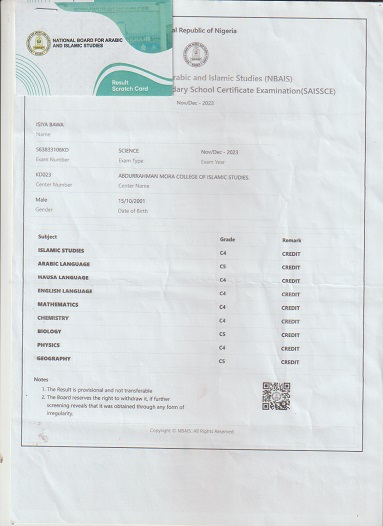 NATIONAL BOARD FOR ARABIC
AND ISLAMIC STUDIES
Result
Scratch Card
al Republic of Nigeria
rabic and Islamic Studies (NBAIS)
dary School Certificate Examination(SAISSCE)
Nov/Dec - 2023
ISIYA BAWA
Name
563833106KD SCIENCE Nov/Dec - 2023
Exam Number Exam Type Exam Year
KD023 ABDURRAHMAN MORA COLLEGE OF ISLAMIC STUDIES
Center Number Center Name
Male 15/10/2001
Gender Date of Birth
Subject Grade Remark
ISLAMIC STUDIES C4 CREDIT
ARABIC LANGUAGE C5 CREDIT
HAUSA LANGUAGE C4 CREDIT
ENGLISH LANGUAGE C4 CREDIT
MATHEMATICS C4 CREDIT
CHEMISTRY C4 CREDIT
BIOLOGY C5 CREDIT
PHYSICS C4 CREDIT
GEOGRAPHY C5 CREDIT
Notes
1. The Result is provisional and not transferable
2. The Board reserves the right to withdraw it, if further
screening reveals that it was obtained through any form of
irregularity.
Copyright © NBAIS. All Rights Reserved